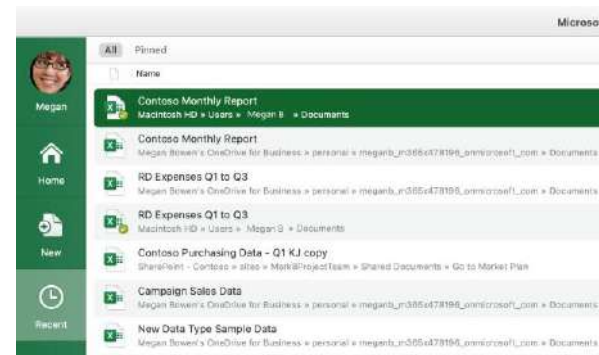 Microso
All Pinned
Name
Megan
Contoso Monthly Report
Macintosh HD » Users » Megan B » Documents
Contoso Monthly Report
Megan Bowen's OneDrive for Business » personal » meganb_m365x478196_onmicrosoft_com » Documents
Home
RD Expenses Q1 to Q3
Megan Bowen's OneDrive for Business » personal » meganb_m365x478196_onmicrosoft_com » Documents
RD Expenses Q1 to Q3
Macintosh HD » Users » Megan B » Documents
New
Contoso Purchasing Data - Q1 KJ copy
SharePoint - Contoso » sites » Mark8ProjectTeam » Shared Documents » Go to Market Plan
Campaign Sales Data
Megan Bowen's OneDrive for Business » personal » meganb_m365x478196_onmicrosoft_com » Documents
Recent
New Data Type Sample Data
Megan Bowen's OneDrive for Business » personal » meganb_m365x478196_onmicrosoft_com » Documents